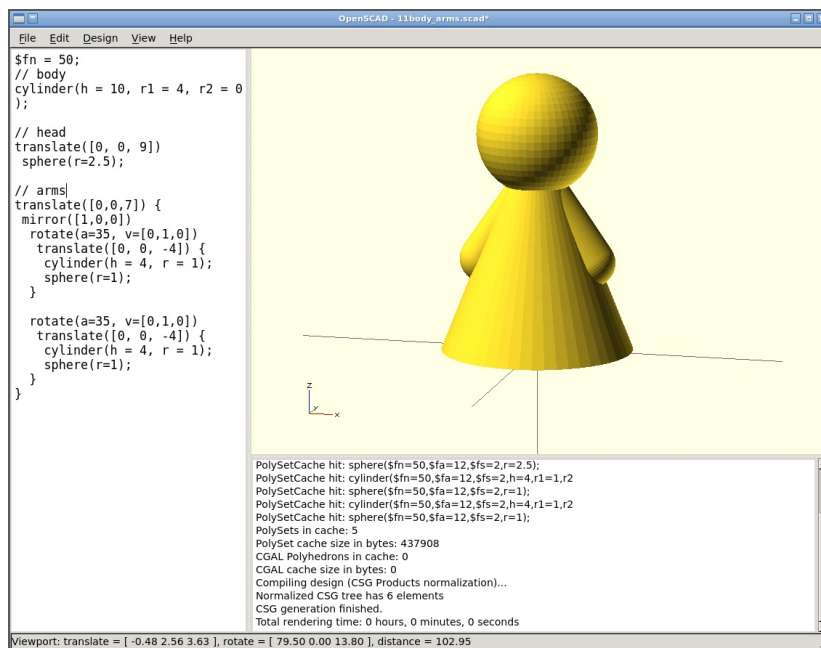 OpenSCAD - 11body_arms.scad*
File Edit Design View Help
$fn = 50;
// body
cylinder(h = 10, r1 = 4, r2 = 0
);
// head
translate([0, 0, 9])
sphere(r=2.5);
// arms
translate([0,0,7]) {
mirror([1,0,0])
rotate(a=35, v=[0,1,0])
translate([0, 0, -4]) {
cylinder(h = 4, r = 1);
sphere(r=1);
}
rotate(a=35, v=[0,1,0])
translate([0, 0, -4]) {
cylinder(h = 4, r = 1);
sphere(r=1);
}
}
z
y
x
PolySetCache hit: sphere($fn=50,$fa=12,$fs=2,r=2.5);
PolySetCache hit: cylinder($fn=50,$fa=12,$fs=2,h=4,r1=1,r2
PolySetCache hit: sphere($fn=50,$fa=12,$fs=2,r=1);
PolySetCache hit: cylinder($fn=50,$fa=12,$fs=2,h=4,r1=1,r2
PolySetCache hit: sphere($fn=50,$fa=12,$fs=2,r=1);
PolySets in cache: 5
PolySet cache size in bytes: 437908
CGAL Polyhedrons in cache: 0
CGAL cache size in bytes: 0
Compiling design (CSG Products normalization)...
Normalized CSG tree has 6 elements
CSG generation finished.
Total rendering time: 0 hours, 0 minutes, 0 seconds
Viewport: translate = [ -0.48 2.56 3.63 ], rotate = [ 79.50 0.00 13.80 ], distance = 102.95